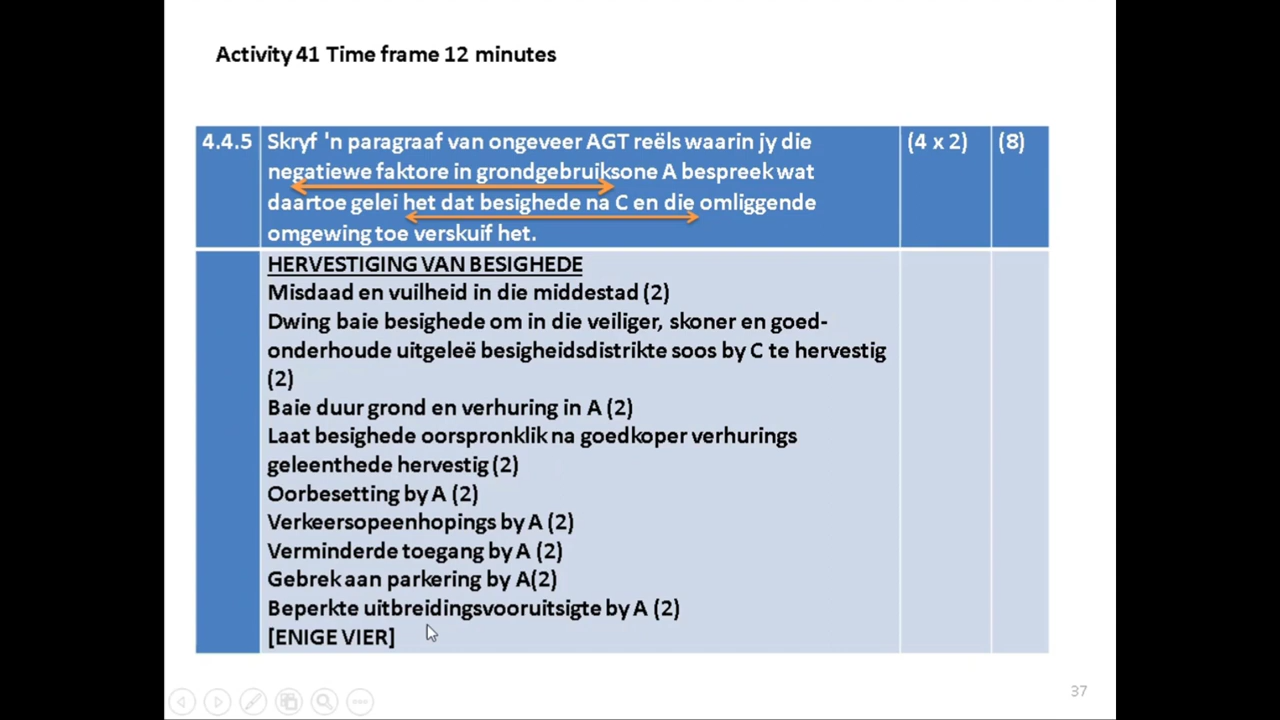 Activity 41 Time frame 12 minutes
4.4.5 Skryf 'n paragraaf van ongeveer AGT reëls waarin jy die (4 x 2) (8)
negatiewe faktore in grondgebruiksone A bespreek wat
daartoe gelei het dat besighede na C en die omliggende
omgewing toe verskuif het.
HERVESTIGING VAN BESIGHEDE
Misdaad en vuilheid in die middestad (2)
Dwing baie besighede om in die veiliger, skoner en goed-
onderhoude uitgeleë besigheidsdistrikte soos by C te hervestig
(2)
Baie duur grond en verhuring in A (2)
Laat besighede oorspronklik na goedkoper verhurings
geleenthede hervestig (2)
Oorbesetting by A (2)
Verkeersopeenhopings by A (2)
Verminderde toegang by A (2)
Gebrek aan parkering by A(2)
Beperkte uitbreidingsvooruitsigte by A (2)
[ENIGE VIER]
37